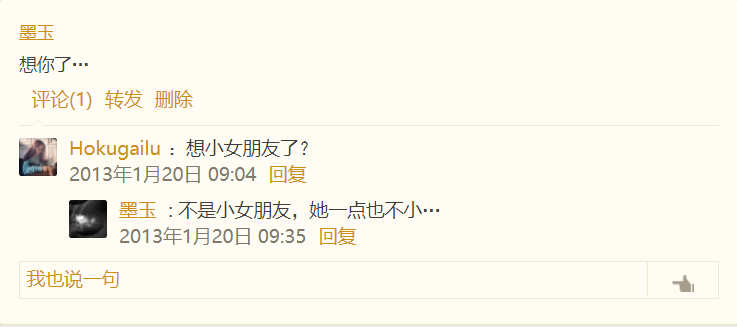 墨玉
想你了…
评论(1) 转发 删除
Hokugailu ：想小女朋友了？
2013年1月20日 09:04 回复
墨玉 : 不是小女朋友，她一点也不小…
2013年1月20日 09:35 回复
我也说一句